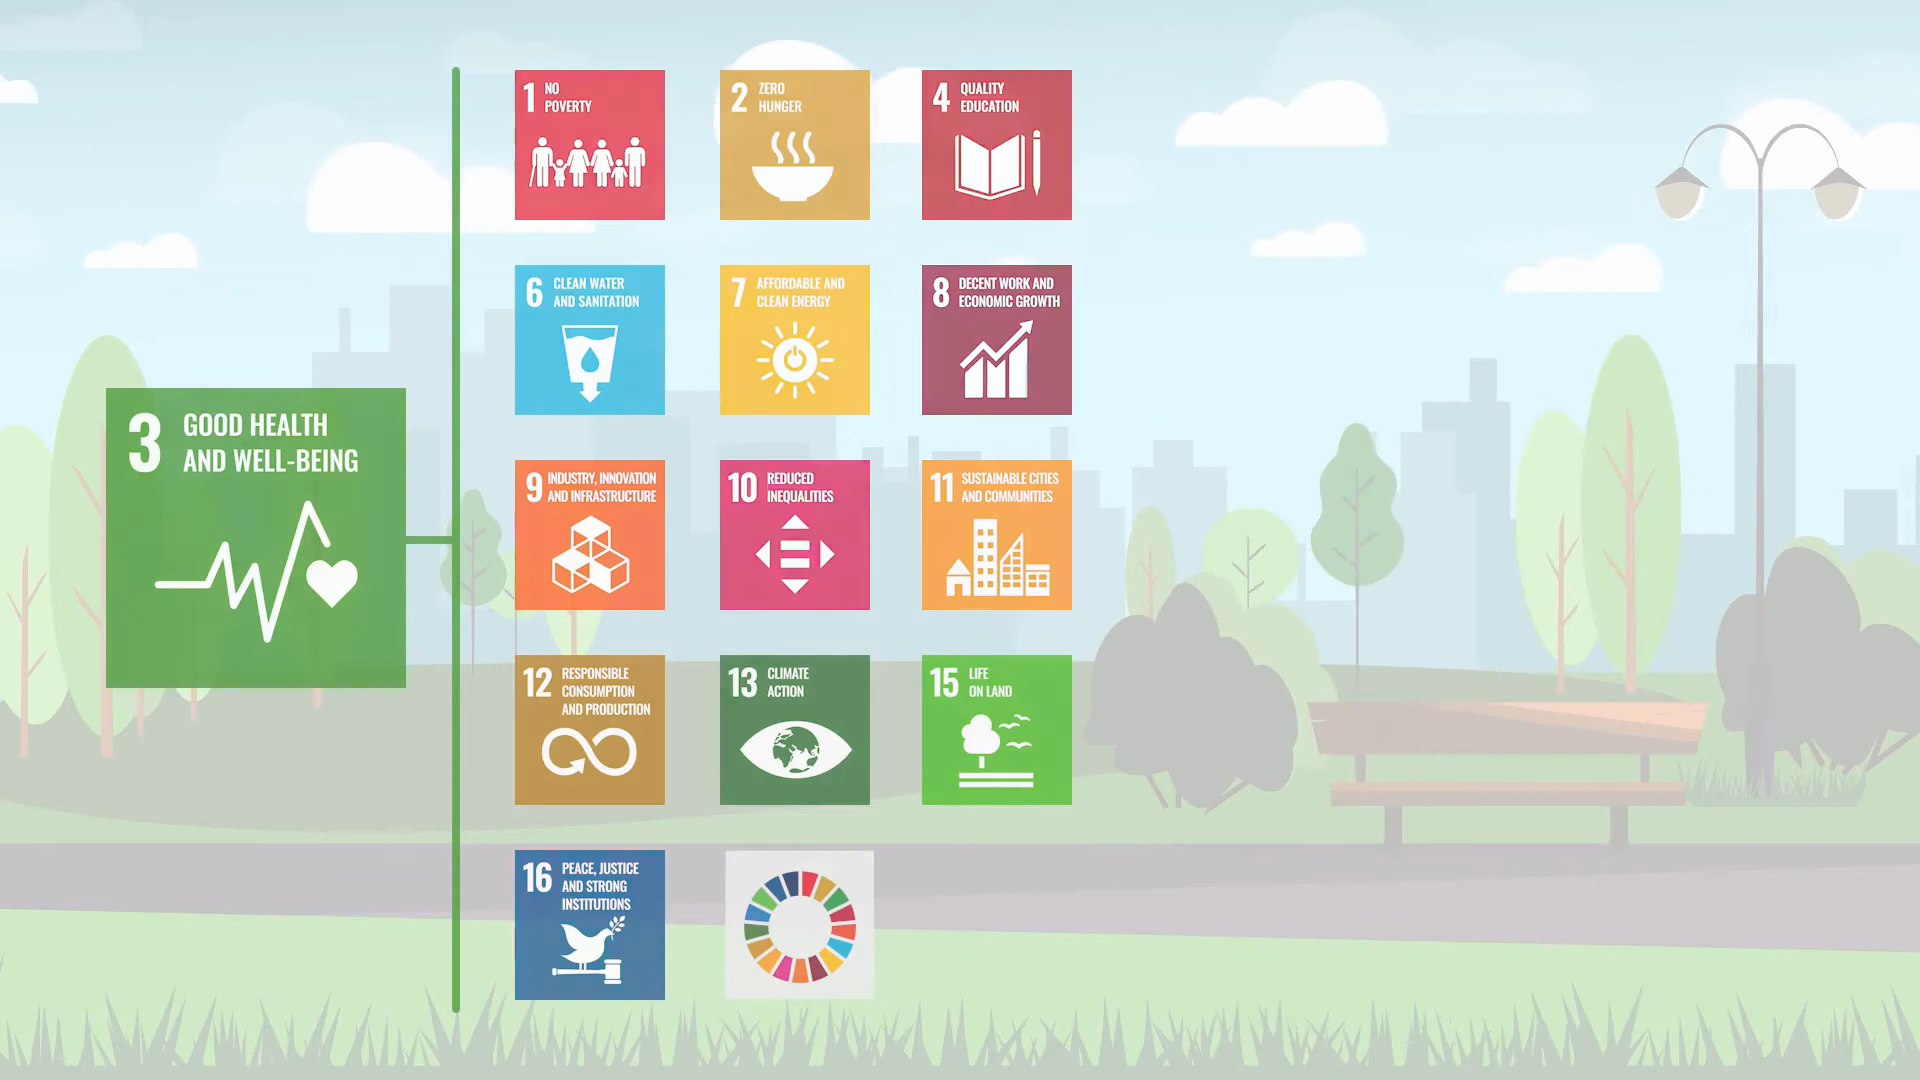 3 GOOD HEALTH
AND WELL-BEING
1 NO
POVERTY
2 ZERO
HUNGER
4 QUALITY
EDUCATION
6 CLEAN WATER
AND SANITATION
7 AFFORDABLE AND
CLEAN ENERGY
8 DECENT WORK AND
ECONOMIC GROWTH
9 INDUSTRY, INNOVATION
AND INFRASTRUCTURE
10 REDUCED
INEQUALITIES
11 SUSTAINABLE CITIES
AND COMMUNITIES
12 RESPONSIBLE
CONSUMPTION
AND PRODUCTION
13 CLIMATE
ACTION
15 LIFE
ON LAND
16 PEACE, JUSTICE
AND STRONG
INSTITUTIONS